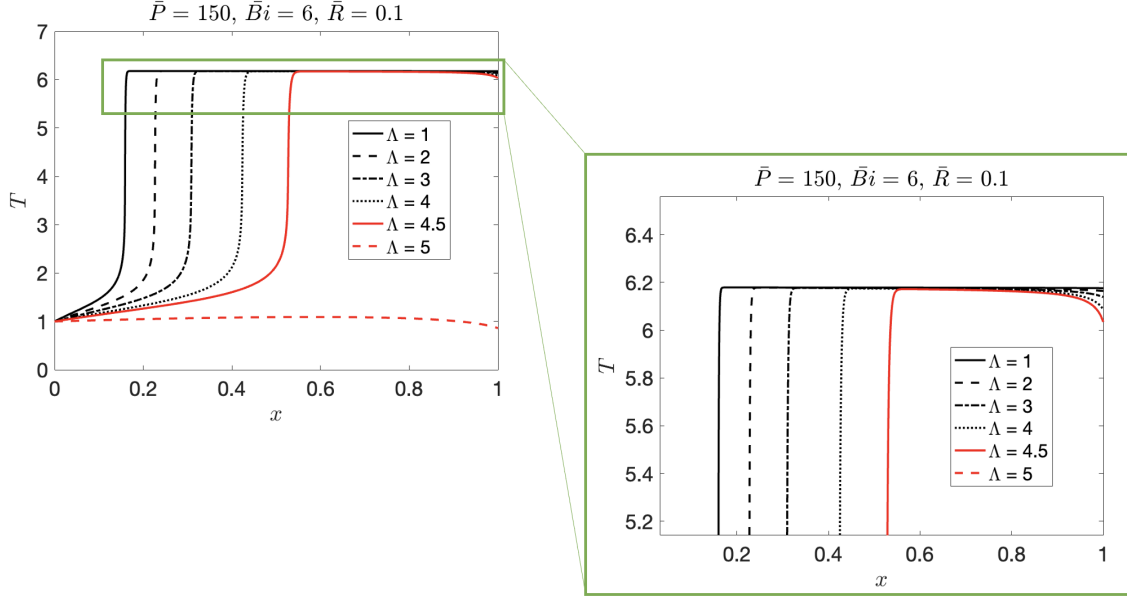 P̄ = 150, B̄i = 6, R̄ = 0.1
7
6
5
4
3
2
1
0
T
0
0.2
0.4
0.6
0.8
1
x
Λ = 1
Λ = 2
Λ = 3
Λ = 4
Λ = 4.5
Λ = 5
P̄ = 150, B̄i = 6, R̄ = 0.1
6.4
6.2
6
5.8
5.6
5.4
5.2
T
0.2
0.4
0.6
0.8
1
x
Λ = 1
Λ = 2
Λ = 3
Λ = 4
Λ = 4.5
Λ = 5